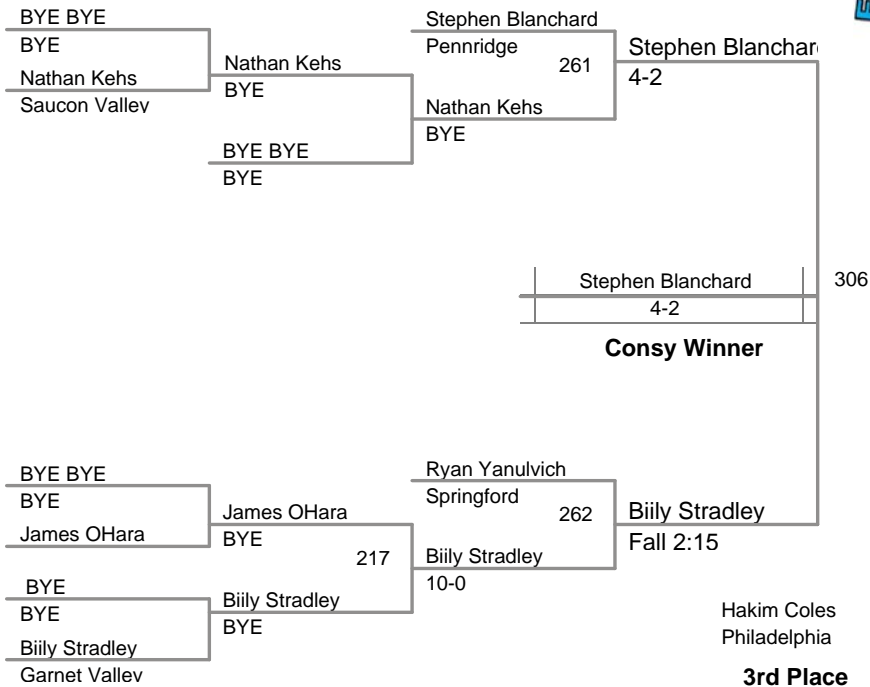 BYE BYE
BYE
Nathan Kehs
Saucon Valley
Nathan Kehs
BYE
BYE BYE
BYE
Stephen Blanchard
Pennridge
261
Nathan Kehs
BYE
Stephen Blanchar
4-2
Stephen Blanchard
4-2
306
Consy Winner
BYE BYE
BYE
James OHara
BYE
BYE
Biily Stradley
Garnet Valley
James OHara
BYE
217
Biily Stradley
BYE
Ryan Yanulvich
Springford
262
Biily Stradley
10-0
Biily Stradley
Fall 2:15
Hakim Coles
Philadelphia
3rd Place